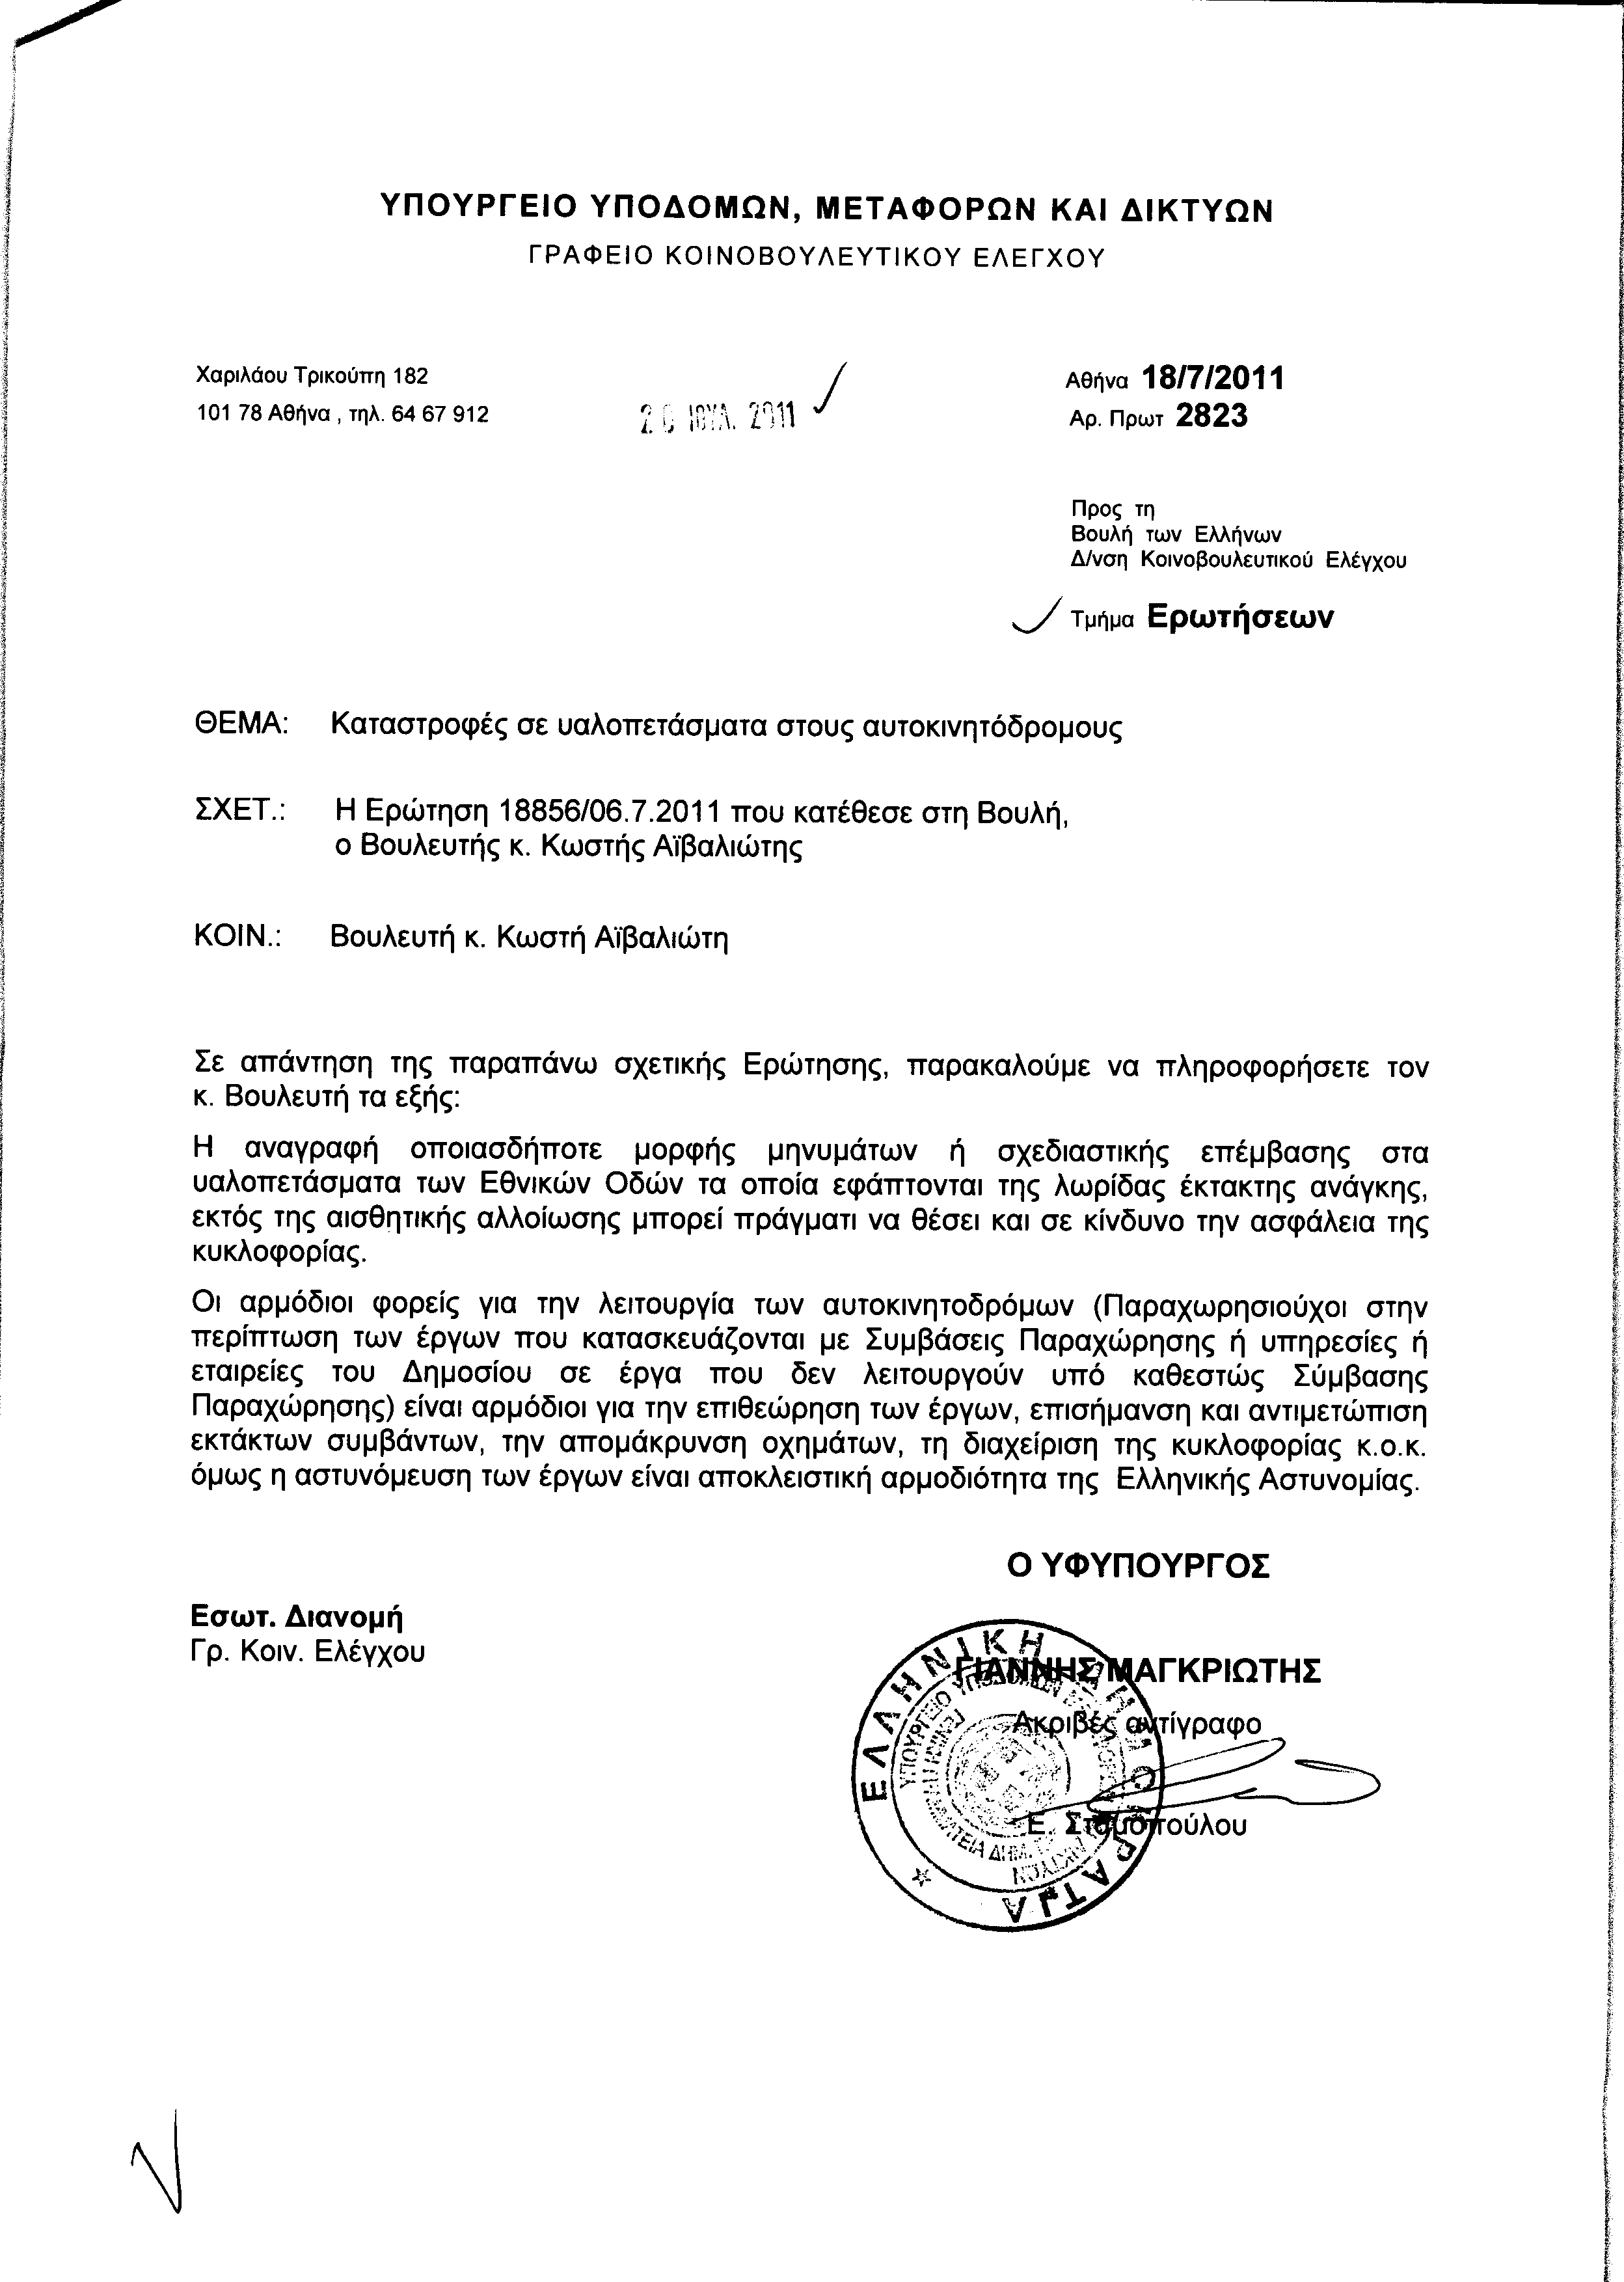 ΥΠΟΥΡΓΕΙΟ ΥΠΟΔΟΜΩΝ, ΜΕΤΑΦΟΡΩΝ ΚΑΙ ΔΙΚΤΥΩΝ
ΓΡΑΦΕΙΟ ΚΟΙΝΟΒΟΥΛΕΥΤΙΚΟΥ ΕΛΕΓΧΟΥ
Χαριλάου Τρικούπη 182
101 78 Αθήνα , τηλ. 64 67 912
ΙΟΥΛ. 2011
Αθήνα 18/7/2011
Αρ. Πρωτ 2823
Προς τη
Βουλή των Ελλήνων
Δ/νση Κοινοβουλευτικού Ελέγχου
Τμήμα Ερωτήσεων
ΘΕΜΑ: Καταστροφές σε υαλοπετάσματα στους αυτοκινητόδρομους
ΣΧΕΤ.: Η Ερώτηση 18856/06.7.2011 που κατέθεσε στη Βουλή,
ο Βουλευτής κ. Κωστής Αϊβαλιώτης
ΚΟΙΝ.: Βουλευτή κ. Κωστή Αϊβαλιώτη
Σε απάντηση της παραπάνω σχετικής Ερώτησης, παρακαλούμε να πληροφορήσετε τον
κ. Βουλευτή τα εξής:
Η αναγραφή οποιασδήποτε μορφής μηνυμάτων ή σχεδιαστικής επέμβασης στα
υαλοπετάσματα των Εθνικών Οδών τα οποία εφάπτονται της λωρίδας έκτακτης ανάγκης,
εκτός της αισθητικής αλλοίωσης μπορεί πράγματι να θέσει και σε κίνδυνο την ασφάλεια της
κυκλοφορίας.
Οι αρμόδιοι φορείς για την λειτουργία των αυτοκινητοδρόμων (Παραχωρησιούχοι στην
περίπτωση των έργων που κατασκευάζονται με Συμβάσεις Παραχώρησης ή υπηρεσίες ή
εταιρείες του Δημοσίου σε έργα που δεν λειτουργούν υπό καθεστώς Σύμβασης
Παραχώρησης) είναι αρμόδιοι για την επιθεώρηση των έργων, επισήμανση και αντιμετώπιση
εκτάκτων συμβάντων, την απομάκρυνση οχημάτων, τη διαχείριση της κυκλοφορίας κ.ο.κ.
όμως η αστυνόμευση των έργων είναι αποκλειστική αρμοδιότητα της Ελληνικής Αστυνομίας.
Ο ΥΦΥΠΟΥΡΓΟΣ
Εσωτ. Διανομή
Γρ. Κοιν. Ελέγχου
ΓΙΑΝΝΗΣ ΜΑΓΚΡΙΩΤΗΣ
Ακριβές αντίγραφο
Ε. Σταμοπούλου
ΕΛΛΗΝΙΚΗ ΔΗΜΟΚΡΑΤΙΑ